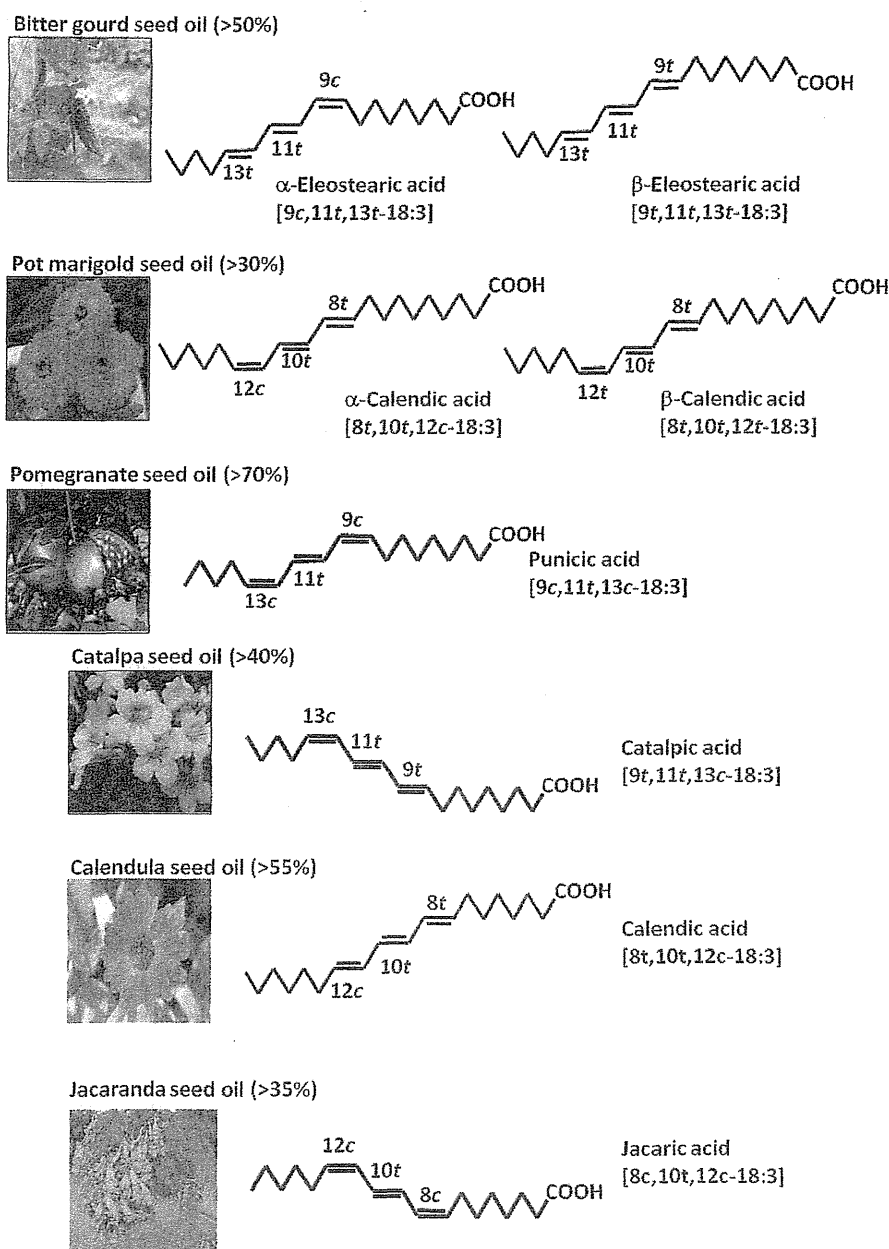 Bitter gourd seed oil (>50%)
9c
COOH
11t
13t
α-Eleostearic acid
[9c,11t,13t-18:3]
9t
COOH
11t
13t
β-Eleostearic acid
[9t,11t,13t-18:3]
Pot marigold seed oil (>30%)
8t
COOH
10t
12c
α-Calendic acid
[8t,10t,12c-18:3]
8t
COOH
10t
12t
β-Calendic acid
[8t,10t,12t-18:3]
Pomegranate seed oil (>70%)
9c
COOH
11t
13c
Punicic acid
[9c,11t,13c-18:3]
Catalpa seed oil (>40%)
13c
11t
9t
COOH
Catalpic acid
[9t,11t,13c-18:3]
Calendula seed oil (>55%)
8t
COOH
10t
12c
Calendic acid
[8t,10t,12c-18:3]
Jacaranda seed oil (>35%)
12c
10t
8c
COOH
Jacaric acid
[8c,10t,12c-18:3]